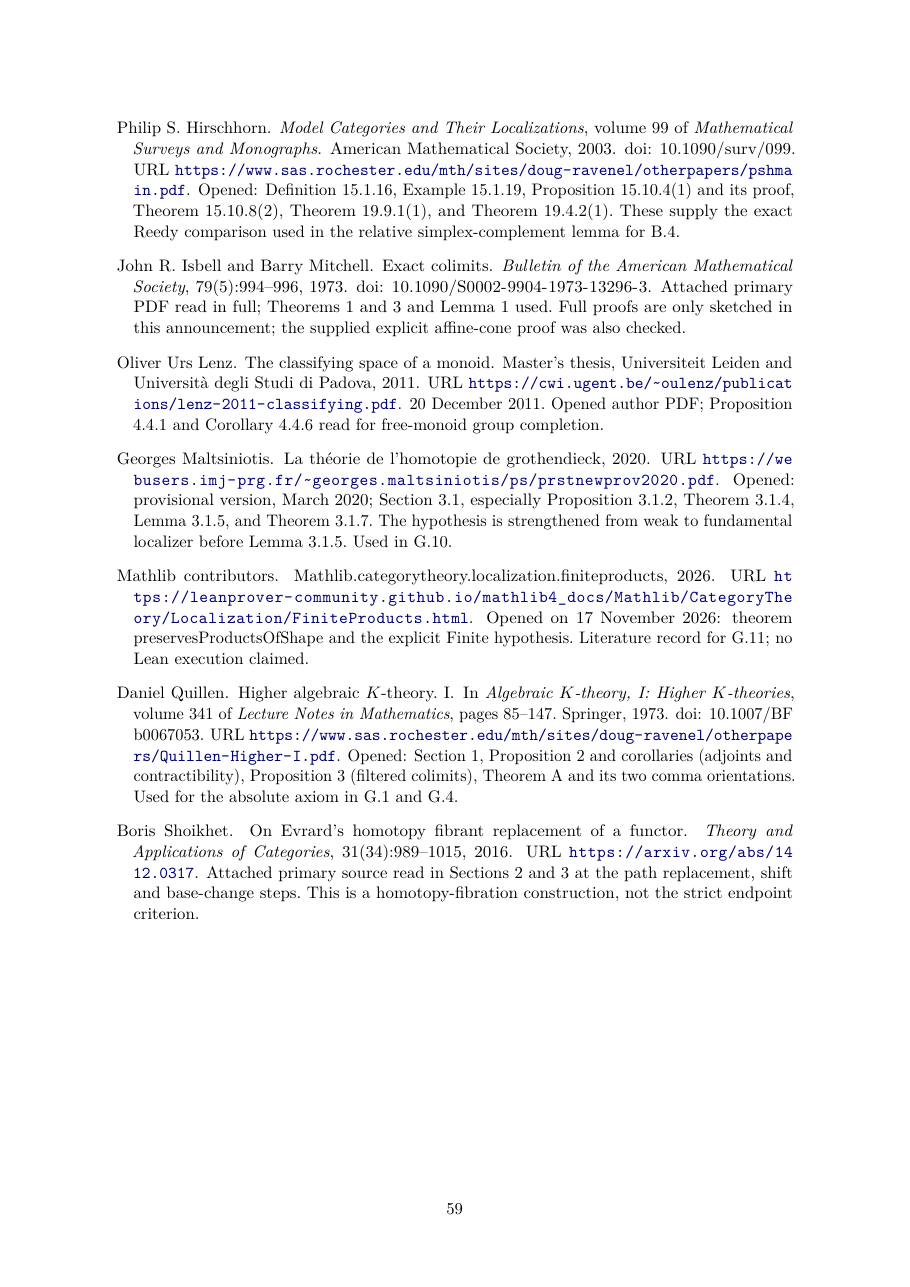 Philip S. Hirschhorn. Model Categories and Their Localizations, volume 99 of Mathematical
Surveys and Monographs. American Mathematical Society, 2003. doi: 10.1090/surv/099.
URL https://www.sas.rochester.edu/mth/sites/doug-ravenel/otherpapers/pshma
in.pdf. Opened: Definition 15.1.16, Example 15.1.19, Proposition 15.10.4(1) and its proof,
Theorem 15.10.8(2), Theorem 19.9.1(1), and Theorem 19.4.2(1). These supply the exact
Reedy comparison used in the relative simplex-complement lemma for B.4.
John R. Isbell and Barry Mitchell. Exact colimits. Bulletin of the American Mathematical
Society, 79(5):994–996, 1973. doi: 10.1090/S0002-9904-1973-13296-3. Attached primary
PDF read in full; Theorems 1 and 3 and Lemma 1 used. Full proofs are only sketched in
this announcement; the supplied explicit affine-cone proof was also checked.
Oliver Urs Lenz. The classifying space of a monoid. Master's thesis, Universiteit Leiden and
Università degli Studi di Padova, 2011. URL https://cwi.ugent.be/~oulenz/publicat
ions/lenz-2011-classifying.pdf. 20 December 2011. Opened author PDF; Proposition
4.4.1 and Corollary 4.4.6 read for free-monoid group completion.
Georges Maltsiniotis. La théorie de l'homotopie de grothendieck, 2020. URL https://we
busers.imj-prg.fr/~georges.maltsiniotis/ps/prstnewprov2020.pdf. Opened:
provisional version, March 2020; Section 3.1, especially Proposition 3.1.2, Theorem 3.1.4,
Lemma 3.1.5, and Theorem 3.1.7. The hypothesis is strengthened from weak to fundamental
localizer before Lemma 3.1.5. Used in G.10.
Mathlib contributors. Mathlib.categorytheory.localization.finiteproducts, 2026. URL ht
tps://leanprover-community.github.io/mathlib4_docs/Mathlib/CategoryThe
ory/Localization/FiniteProducts.html. Opened on 17 November 2026: theorem
preservesProductsOfShape and the explicit Finite hypothesis. Literature record for G.11; no
Lean execution claimed.
Daniel Quillen. Higher algebraic K-theory. I. In Algebraic K-theory, I: Higher K-theories,
volume 341 of Lecture Notes in Mathematics, pages 85–147. Springer, 1973. doi: 10.1007/BF
b0067053. URL https://www.sas.rochester.edu/mth/sites/doug-ravenel/otherpape
rs/Quillen-Higher-I.pdf. Opened: Section 1, Proposition 2 and corollaries (adjoints and
contractibility), Proposition 3 (filtered colimits), Theorem A and its two comma orientations.
Used for the absolute axiom in G.1 and G.4.
Boris Shoikhet. On Evrard's homotopy fibrant replacement of a functor. Theory and
Applications of Categories, 31(34):989–1015, 2016. URL https://arxiv.org/abs/14
12.0317. Attached primary source read in Sections 2 and 3 at the path replacement, shift
and base-change steps. This is a homotopy-fibration construction, not the strict endpoint
criterion.
59